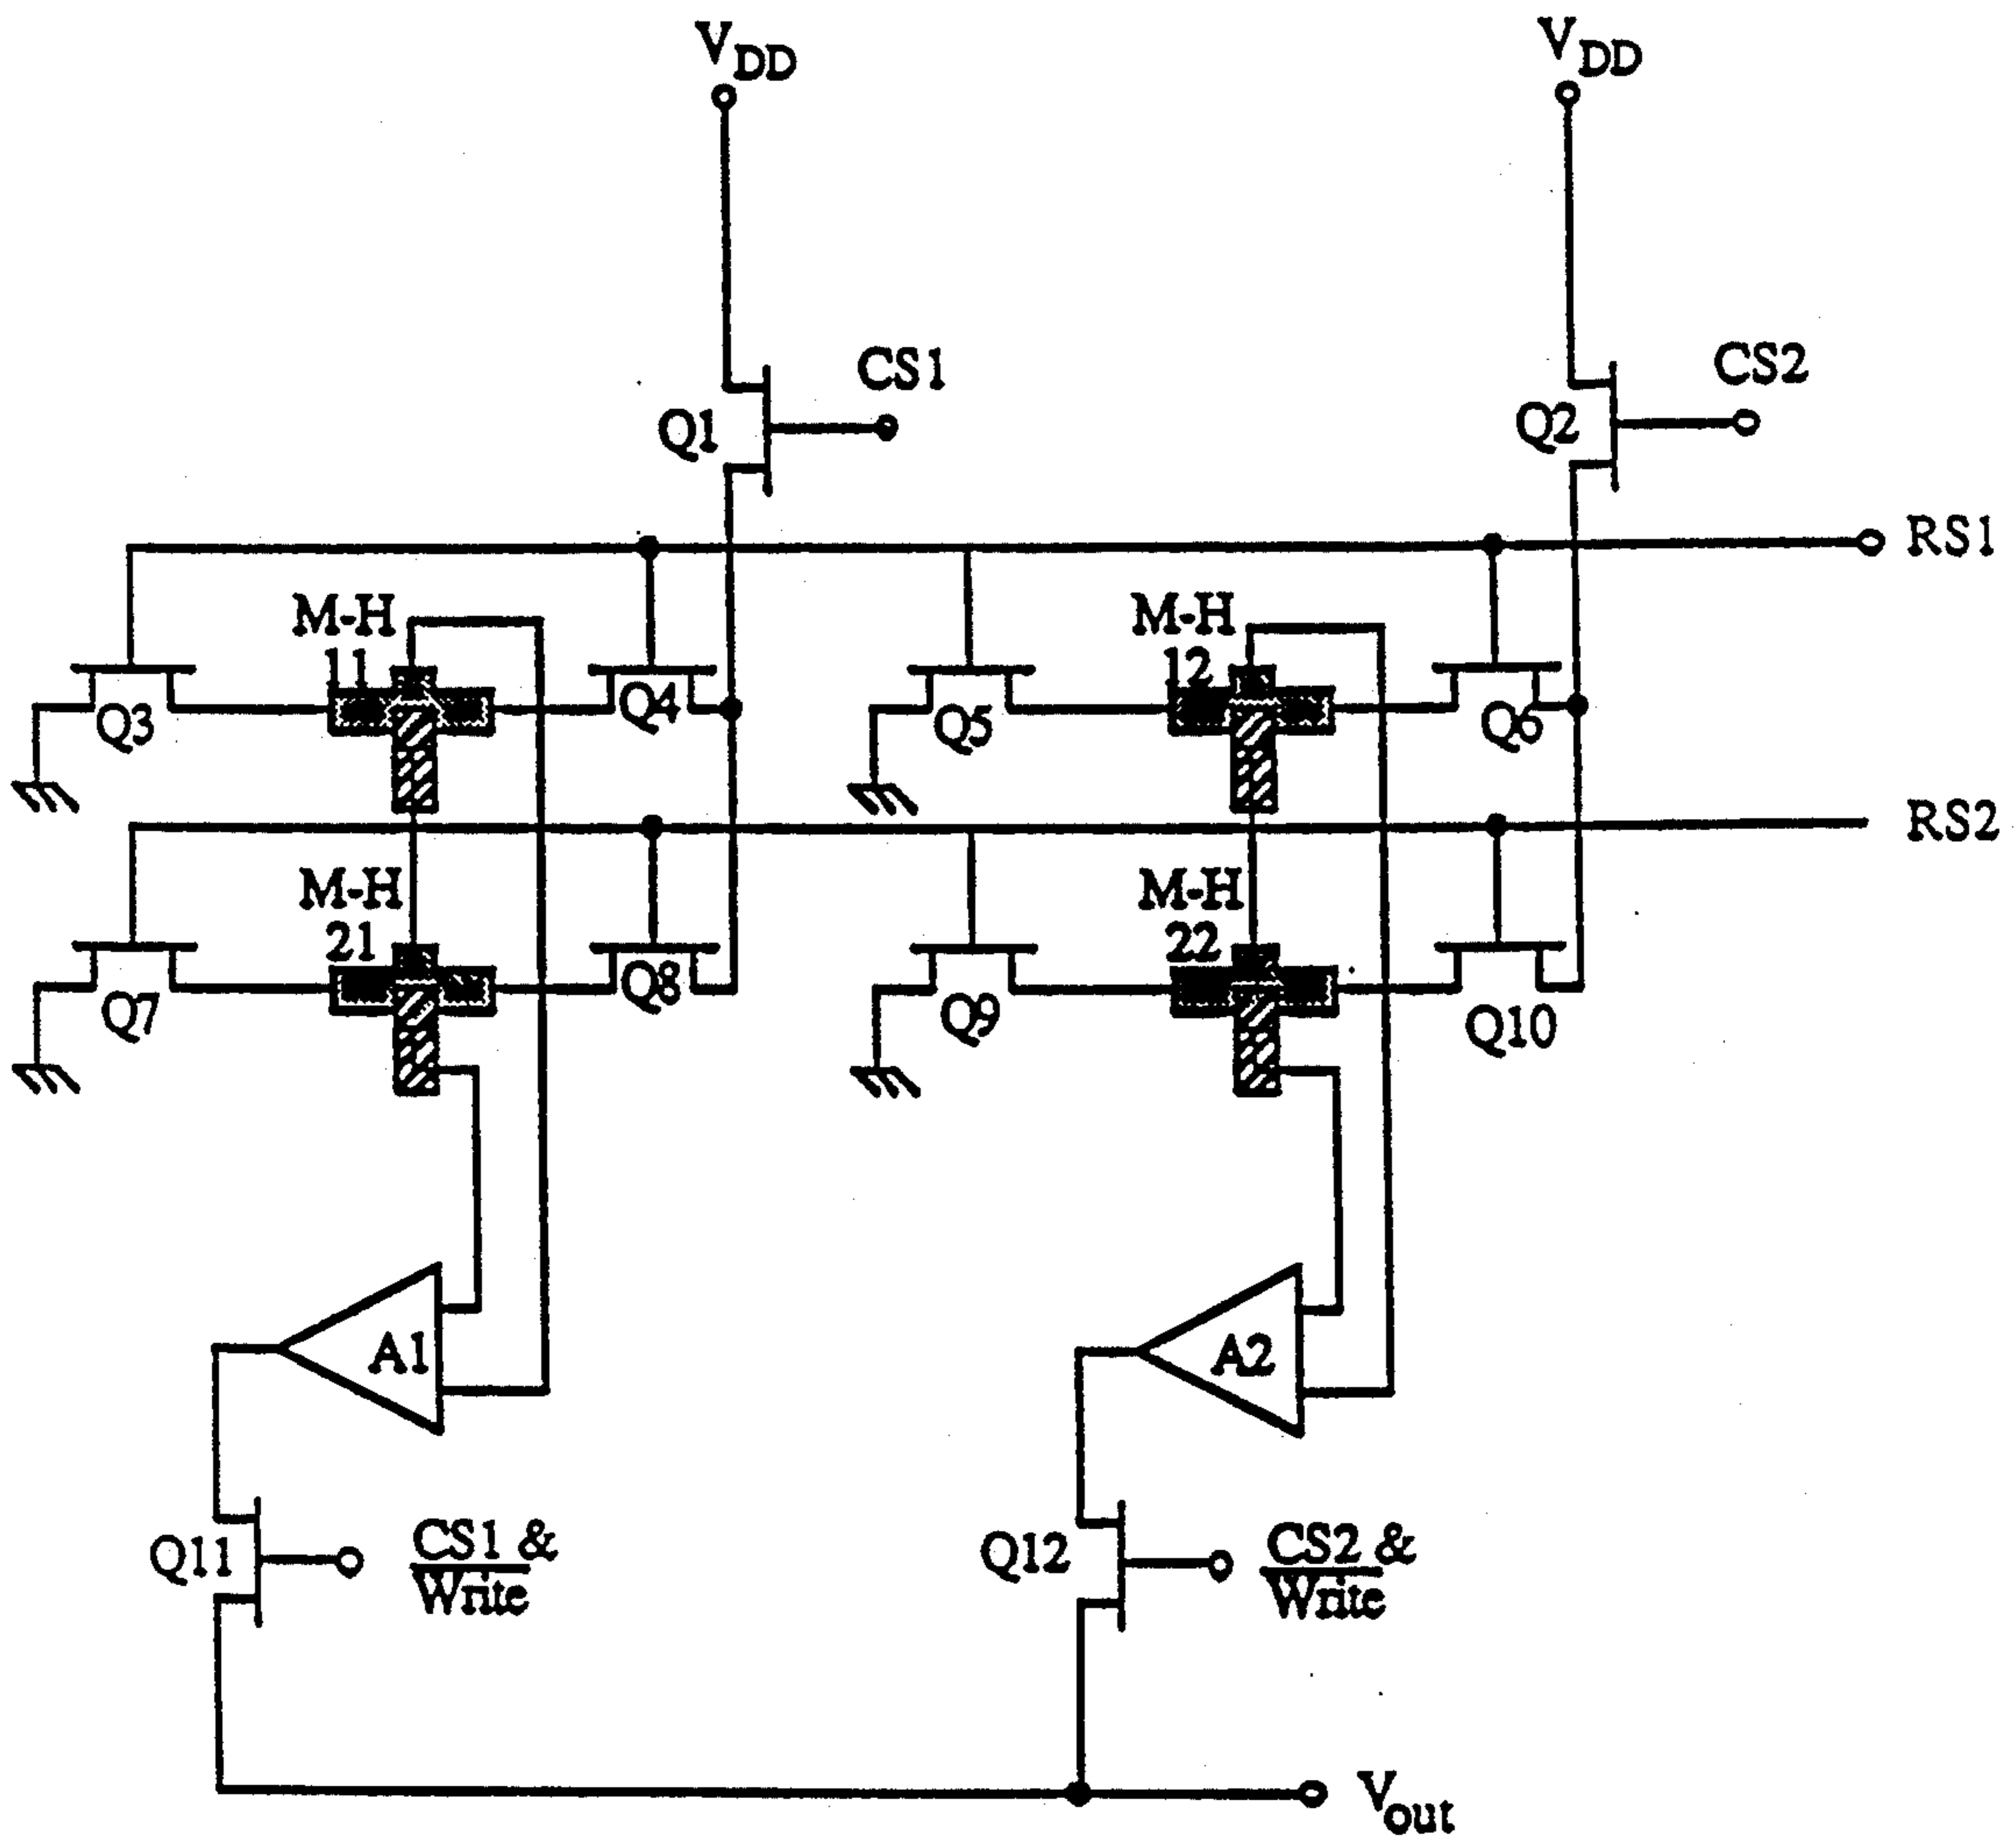 VDD
VDD
CS1
CS2
Q1
Q2
RS1
M-H
11
M-H
12
Q3
Q4
Q5
Q6
RS2
M-H
21
M-H
22
Q7
Q8
Q9
Q10
A1
A2
Q11
CS1 &
Write
Q12
CS2 &
Write
Vout